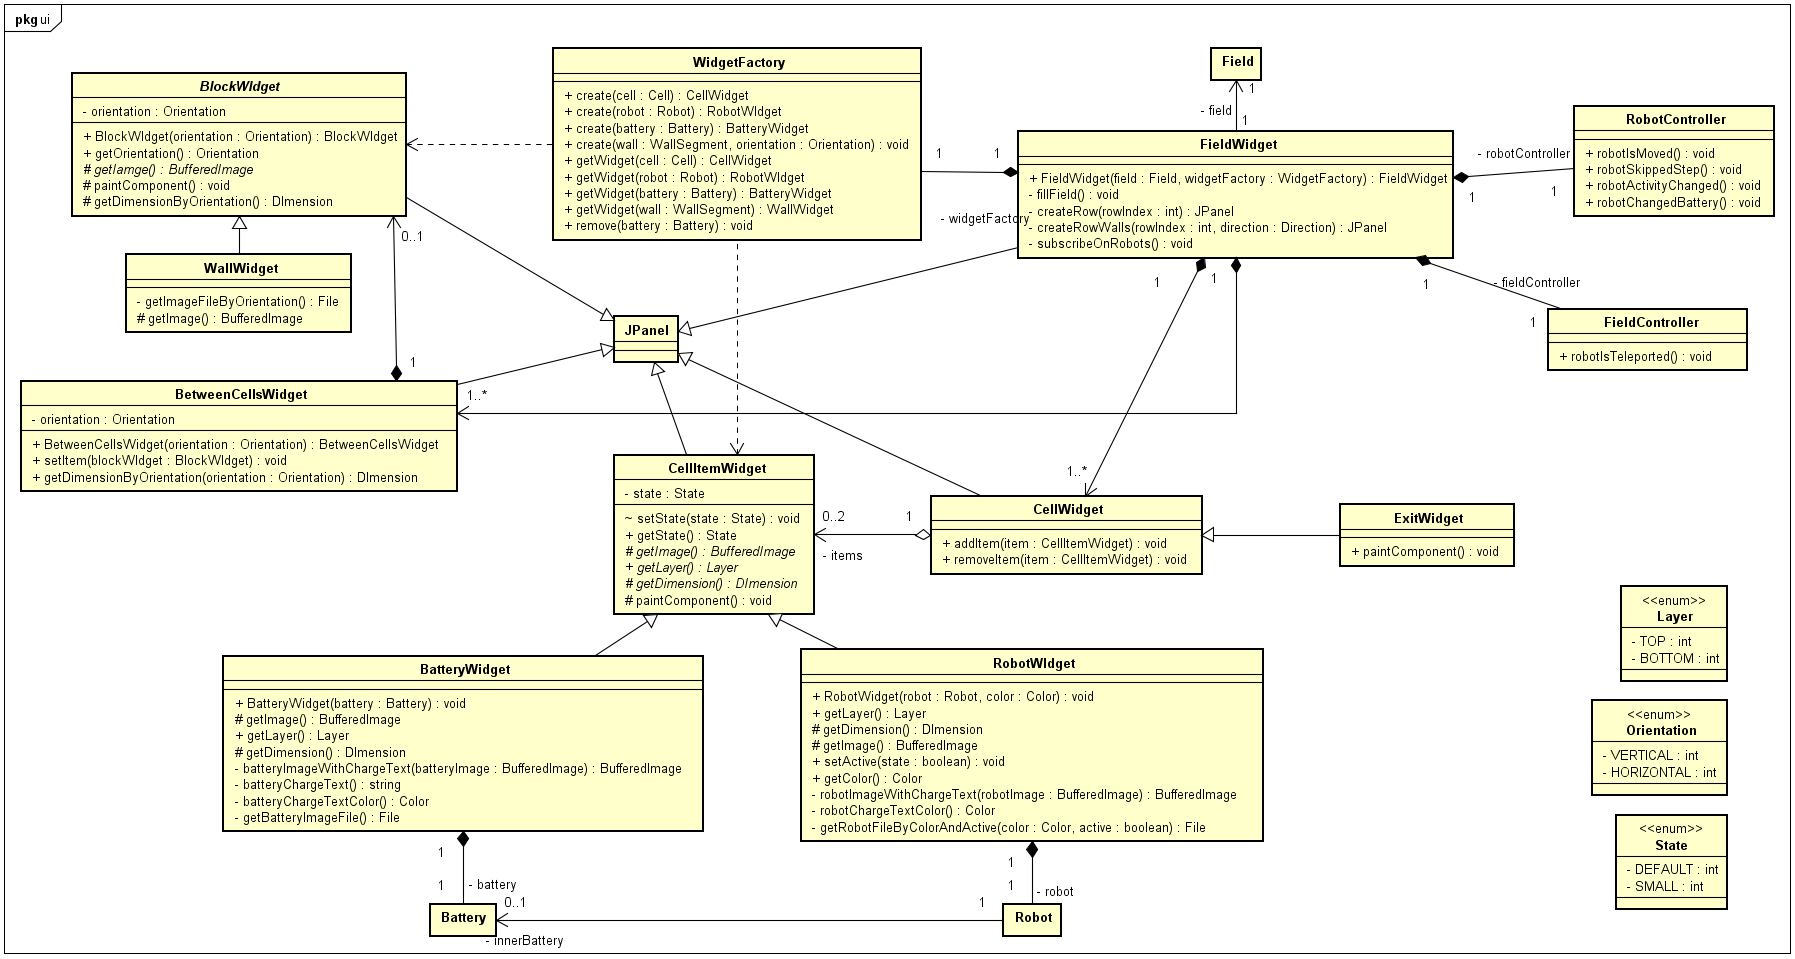 pkg ui
BlockWIdget
- orientation : Orientation
+ BlockWIdget(orientation : Orientation) : BlockWIdget
+ getOrientation() : Orientation
# getIamge() : BufferedImage
# paintComponent() : void
# getDimensionByOrientation() : DImension
WidgetFactory
+ create(cell : Cell) : CellWidget
+ create(robot : Robot) : RobotWIdget
+ create(battery : Battery) : BatteryWidget
+ create(wall : WallSegment, orientation : Orientation) : void
+ getWidget(cell : Cell) : CellWidget
+ getWidget(robot : Robot) : RobotWIdget
+ getWidget(battery : Battery) : BatteryWidget
+ getWidget(wall : WallSegment) : WallWidget
+ remove(battery : Battery) : void
Field
1
- field
1
FieldWidget
+ FieldWidget(field : Field, widgetFactory : WidgetFactory) : FieldWidget
- fillField() : void
- createRow(rowIndex : int) : JPanel
- createRowWalls(rowIndex : int, direction : Direction) : JPanel
- subscribeOnRobots() : void
1
1
- widgetFactory
RobotController
+ robotIsMoved() : void
+ robotSkippedStep() : void
+ robotActivityChanged() : void
+ robotChangedBattery() : void
- robotController
1
1
0..1
WallWidget
- getImageFileByOrientation() : File
# getImage() : BufferedImage
1
1
1
- fieldController
1
FieldController
+ robotIsTeleported() : void
JPanel
1
1..*
BetweenCellsWidget
- orientation : Orientation
+ BetweenCellsWidget(orientation : Orientation) : BetweenCellsWidget
+ setItem(blockWIdget : BlockWIdget) : void
+ getDimensionByOrientation(orientation : Orientation) : DImension
CellItemWidget
- state : State
~ setState(state : State) : void
+ getState() : State
# getImage() : BufferedImage
+ getLayer() : Layer
# getDimension() : DImension
# paintComponent() : void
1..*
0..2
1
- items
CellWidget
+ addItem(item : CellItemWidget) : void
+ removeItem(item : CellItemWidget) : void
ExitWidget
+ paintComponent() : void
<<enum>>
Layer
- TOP : int
- BOTTOM : int
BatteryWidget
+ BatteryWidget(battery : Battery) : void
# getImage() : BufferedImage
+ getLayer() : Layer
# getDimension() : DImension
- batteryImageWithChargeText(batteryImage : BufferedImage) : BufferedImage
- batteryChargeText() : string
- batteryChargeTextColor() : Color
- getBatteryImageFile() : File
RobotWIdget
+ RobotWidget(robot : Robot, color : Color) : void
+ getLayer() : Layer
# getDimension() : DImension
# getImage() : BufferedImage
+ setActive(state : boolean) : void
+ getColor() : Color
- robotImageWithChargeText(robotImage : BufferedImage) : BufferedImage
- robotChargeTextColor() : Color
- getRobotFileByColorAndActive(color : Color, active : boolean) : File
<<enum>>
Orientation
- VERTICAL : int
- HORIZONTAL : int
<<enum>>
State
- DEFAULT : int
- SMALL : int
1
1
- battery
1
1
- robot
Battery
0..1
1
- innerBattery
Robot